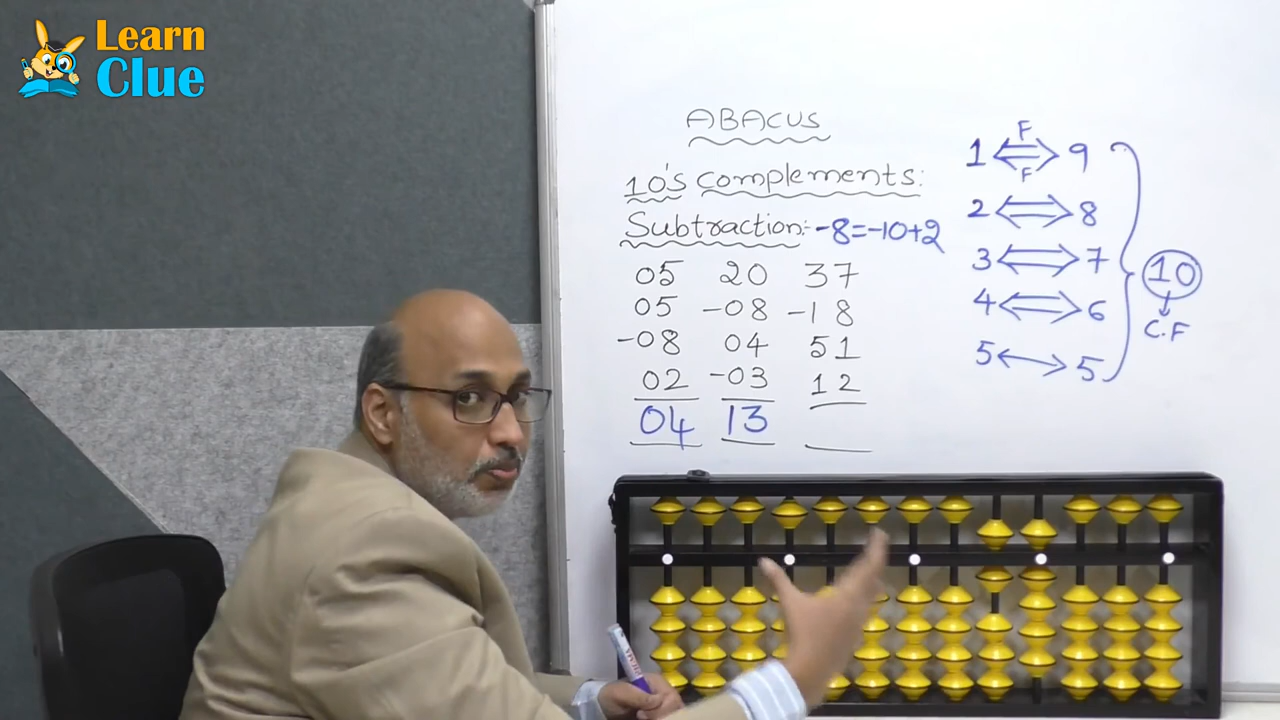 Learn
Clue
ABACUS
10's complements:
Subtraction:- -8=-10+2
05 20 37
05 -08 -18
-08 04 51
02 -03 12
04 13
1 F F 9
2 8
3 7
4 6
5 5
10
C.F